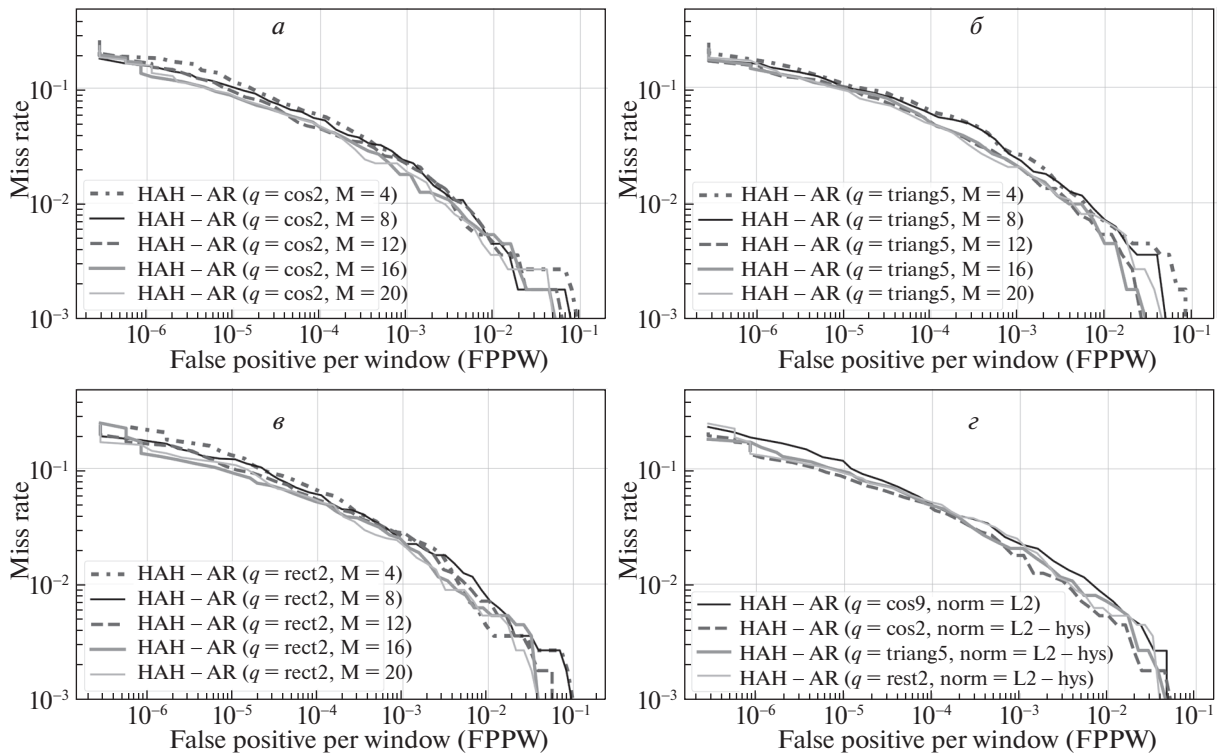 а
10⁻¹
10⁻²
10⁻³
Miss rate
HAH – AR (q = cos2, M = 4)
HAH – AR (q = cos2, M = 8)
HAH – AR (q = cos2, M = 12)
HAH – AR (q = cos2, M = 16)
HAH – AR (q = cos2, M = 20)
10⁻⁶ 10⁻⁵ 10⁻⁴ 10⁻³ 10⁻² 10⁻¹
False positive per window (FPPW)
б
10⁻¹
10⁻²
10⁻³
Miss rate
HAH – AR (q = triang5, M = 4)
HAH – AR (q = triang5, M = 8)
HAH – AR (q = triang5, M = 12)
HAH – AR (q = triang5, M = 16)
HAH – AR (q = triang5, M = 20)
10⁻⁶ 10⁻⁵ 10⁻⁴ 10⁻³ 10⁻² 10⁻¹
False positive per window (FPPW)
в
10⁻¹
10⁻²
10⁻³
Miss rate
HAH – AR (q = rect2, M = 4)
HAH – AR (q = rect2, M = 8)
HAH – AR (q = rect2, M = 12)
HAH – AR (q = rect2, M = 16)
HAH – AR (q = rect2, M = 20)
10⁻⁶ 10⁻⁵ 10⁻⁴ 10⁻³ 10⁻² 10⁻¹
False positive per window (FPPW)
г
10⁻¹
10⁻²
10⁻³
Miss rate
HAH – AR (q = cos9, norm = L2)
HAH – AR (q = cos2, norm = L2 – hys)
HAH – AR (q = triang5, norm = L2 – hys)
HAH – AR (q = rest2, norm = L2 – hys)
10⁻⁶ 10⁻⁵ 10⁻⁴ 10⁻³ 10⁻² 10⁻¹
False positive per window (FPPW)